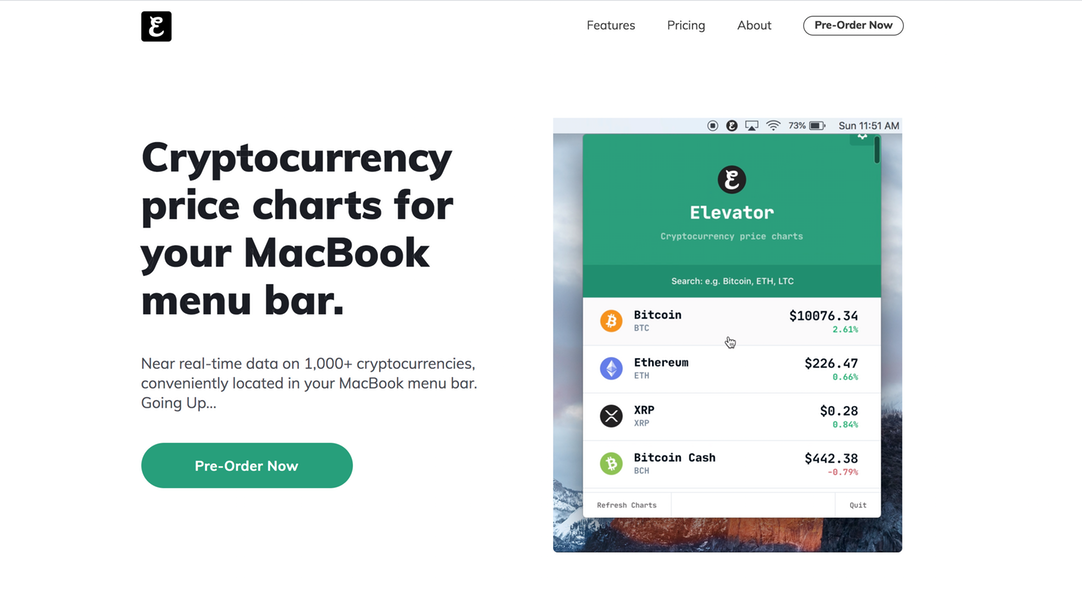 Features
Pricing
About
Pre-Order Now
Cryptocurrency
price charts for
your MacBook
menu bar.
Near real-time data on 1,000+ cryptocurrencies,
conveniently located in your MacBook menu bar.
Going Up...
Pre-Order Now
73%
Sun 11:51 AM
Elevator
Cryptocurrency price charts
Search: e.g. Bitcoin, ETH, LTC
Bitcoin
$10076.34
BTC
2.61%
Ethereum
$226.47
ETH
0.66%
XRP
$0.28
XRP
0.84%
Bitcoin Cash
$442.38
BCH
-0.79%
Refresh Charts
Quit